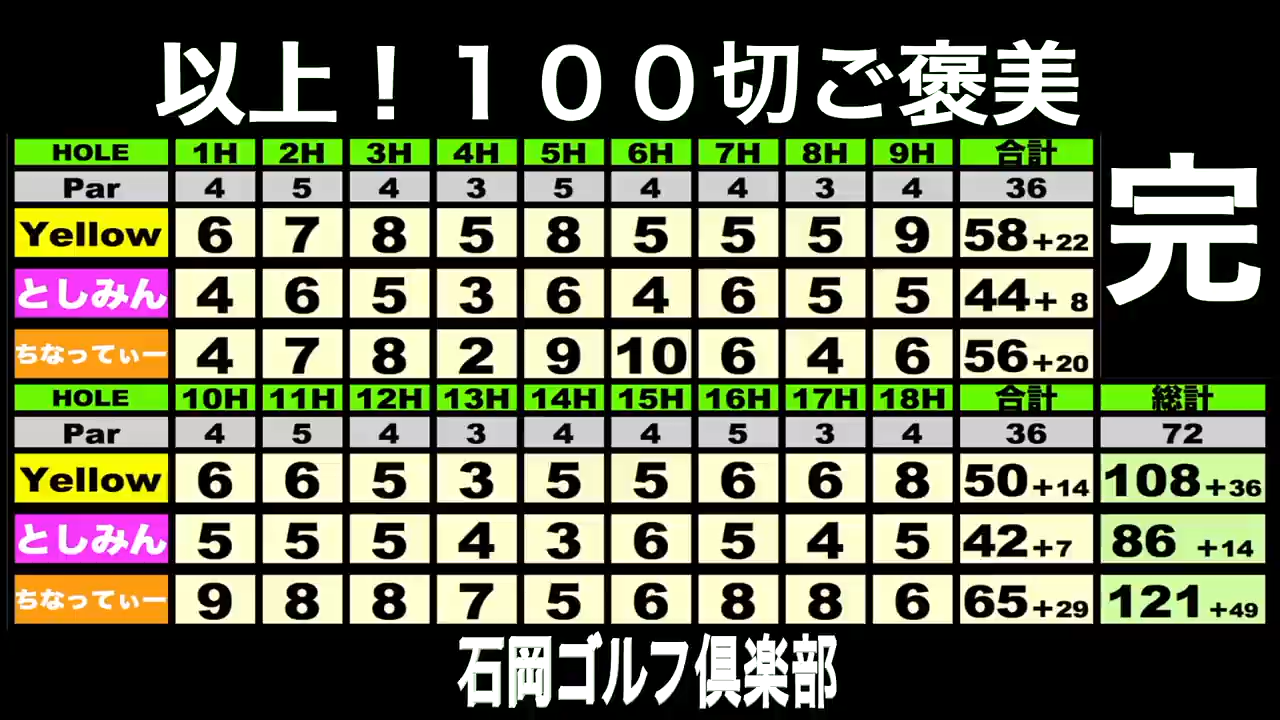 以上！１００切ご褒美
HOLE 1H 2H 3H 4H 5H 6H 7H 8H 9H 合計
Par 4 5 4 3 5 4 4 3 4 36
Yellow 6 7 8 5 8 5 5 5 9 58+22
としみん 4 6 5 3 6 4 6 5 5 44+ 8
ちなってぃー 4 7 8 2 9 10 6 4 6 56+20
完
HOLE 10H 11H 12H 13H 14H 15H 16H 17H 18H 合計 総計
Par 4 5 4 3 4 4 5 3 4 36 72
Yellow 6 6 5 3 5 5 6 6 8 50+14 108+36
としみん 5 5 5 4 3 6 5 4 5 42+7 86 +14
ちなってぃー 9 8 8 7 5 6 8 8 6 65+29 121+49
石岡ゴルフ倶楽部